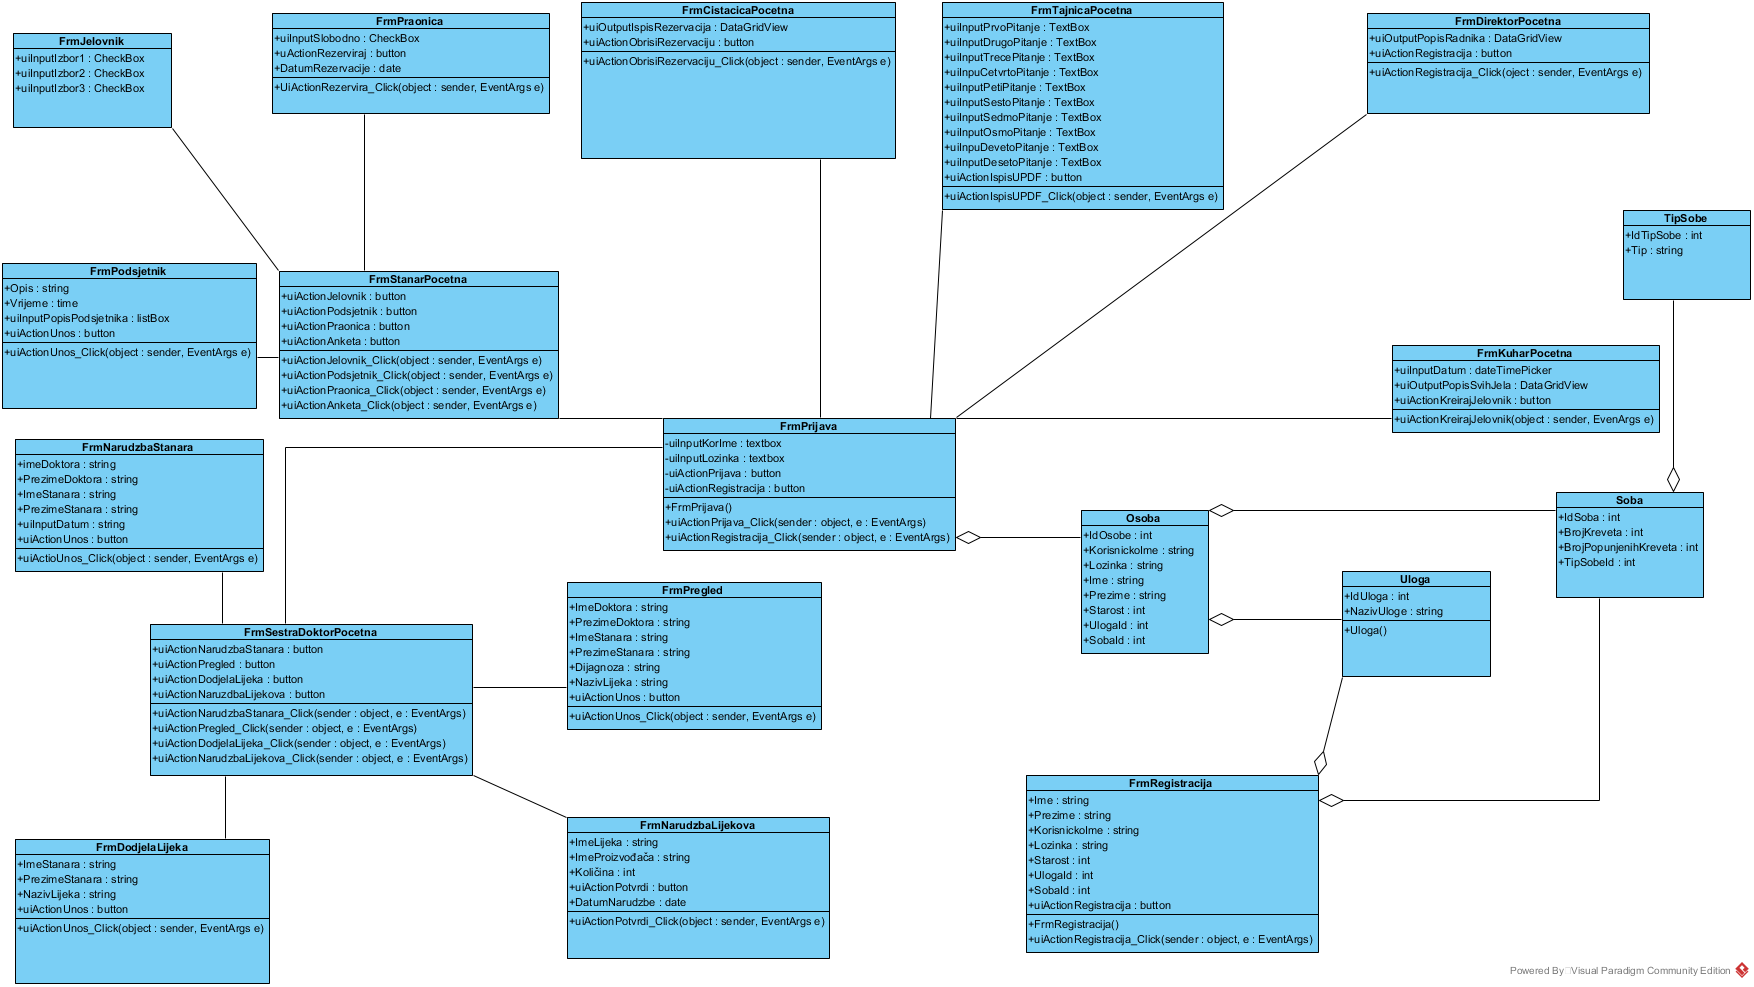 FrmJelovnik
+uiInputIzbor1 : CheckBox
+uiInputIzbor2 : CheckBox
+uiInputIzbor3 : CheckBox
FrmPraonica
+uiInputSlobodno : CheckBox
+uActionRezerviraj : button
+DatumRezervacije : date
+UiActionRezervira_Click(object : sender, EventArgs e)
FrmCistacicaPocetna
+uiOutputIspisRezervacija : DataGridView
+uiActionObrisiRezervaciju : button
+uiActionObrisiRezervaciju_Click(object : sender, EventArgs e)
FrmTajnicaPocetna
+uiInputPrvoPitanje : TextBox
+uiInputDrugoPitanje : TextBox
+uiInputTrecePitanje : TextBox
+uiInpuCetvrtoPitanje : TextBox
+uiInputPetiPitanje : TextBox
+uiInputSestoPitanje : TextBox
+uiInputSedmoPitanje : TextBox
+uiInputOsmoPitanje : TextBox
+uiInpuDevetoPitanje : TextBox
+uiInputDesetoPitanje : TextBox
+uiActionIspisUPDF : button
+uiActionIspisUPDF_Click(object : sender, EventArgs e)
FrmDirektorPocetna
+uiOutputPopisRadnika : DataGridView
+uiActionRegistracija : button
+uiActionRegistracija_Click(oject : sender, EventArgs e)
TipSobe
+IdTipSobe : int
+Tip : string
FrmPodsjetnik
+Opis : string
+Vrijeme : time
+uiInputPopisPodsjetnika : listBox
+uiActionUnos : button
+uiActionUnos_Click(object : sender, EventArgs e)
FrmStanarPocetna
+uiActionJelovnik : button
+uiActionPodsjetnik : button
+uiActionPraonica : button
+uiActionAnketa : button
+uiActionJelovnik_Click(object : sender, EventArgs e)
+uiActionPodsjetnik_Click(object : sender, EventArgs e)
+uiActionPraonica_Click(object : sender, EventArgs e)
+uiActionAnketa_Click(object : sender, EventArgs e)
FrmKuharPocetna
+uiInputDatum : dateTimePicker
+uiOutputPopisSvihJela : DataGridView
+uiActionKreirajJelovnik : button
+uiActionKreirajJelovnik(object : sender, EvenArgs e)
FrmPrijava
-uiInputKorIme : textbox
-uiInputLozinka : textbox
-uiActionPrijava : button
-uiActionRegistracija : button
+FrmPrijava()
+uiActionPrijava_Click(sender : object, e : EventArgs)
+uiActionRegistracija_Click(sender : object, e : EventArgs)
FrmNarudzbaStanara
+imeDoktora : string
+PrezimeDoktora : string
+ImeStanara : string
+PrezimeStanara : string
+uiInputDatum : string
+uiActionUnos : button
+uiActioUnos_Click(object : sender, EventArgs e)
Osoba
+IdOsobe : int
+KorisnickoIme : string
+Lozinka : string
+Ime : string
+Prezime : string
+Starost : int
+UlogaId : int
+SobaId : int
Soba
+IdSoba : int
+BrojKreveta : int
+BrojPopunjenihKreveta : int
+TipSobeId : int
Uloga
+IdUloga : int
+NazivUloge : string
+Uloga()
FrmPregled
+ImeDoktora : string
+PrezimeDoktora : string
+ImeStanara : string
+PrezimeStanara : string
+Dijagnoza : string
+NazivLijeka : string
+uiActionUnos : button
+uiActionUnos_Click(object : sender, EventArgs e)
FrmSestraDoktorPocetna
+uiActionNarudzbaStanara : button
+uiActionPregled : button
+uiActionDodjelaLijeka : button
+uiActionNaruzdbaLijekova : button
+uiActionNarudzbaStanara_Click(sender : object, e : EventArgs)
+uiActionPregled_Click(sender : object, e : EventArgs)
+uiActionDodjelaLijeka_Click(sender : object, e : EventArgs)
+uiActionNarudzbaLijekova_Click(sender : object, e : EventArgs)
FrmDodjelaLijeka
+ImeStanara : string
+PrezimeStanara : string
+NazivLijeka : string
+uiActionUnos : button
+uiActionUnos_Click(object : sender, EventArgs e)
FrmNarudzbaLijekova
+ImeLijeka : string
+ImeProizvođača : string
+Količina : int
+uiActionPotvrdi : button
+DatumNarudzbe : date
+uiActionPotvrdi_Click(object : sender, EventArgs e)
FrmRegistracija
+Ime : string
+Prezime : string
+KorisnickoIme : string
+Lozinka : string
+Starost : int
+UlogaId : int
+SobaId : int
+uiActionRegistracija : button
+FrmRegistracija()
+uiActionRegistracija_Click(sender : object, e : EventArgs)
Powered By Visual Paradigm Community Edition